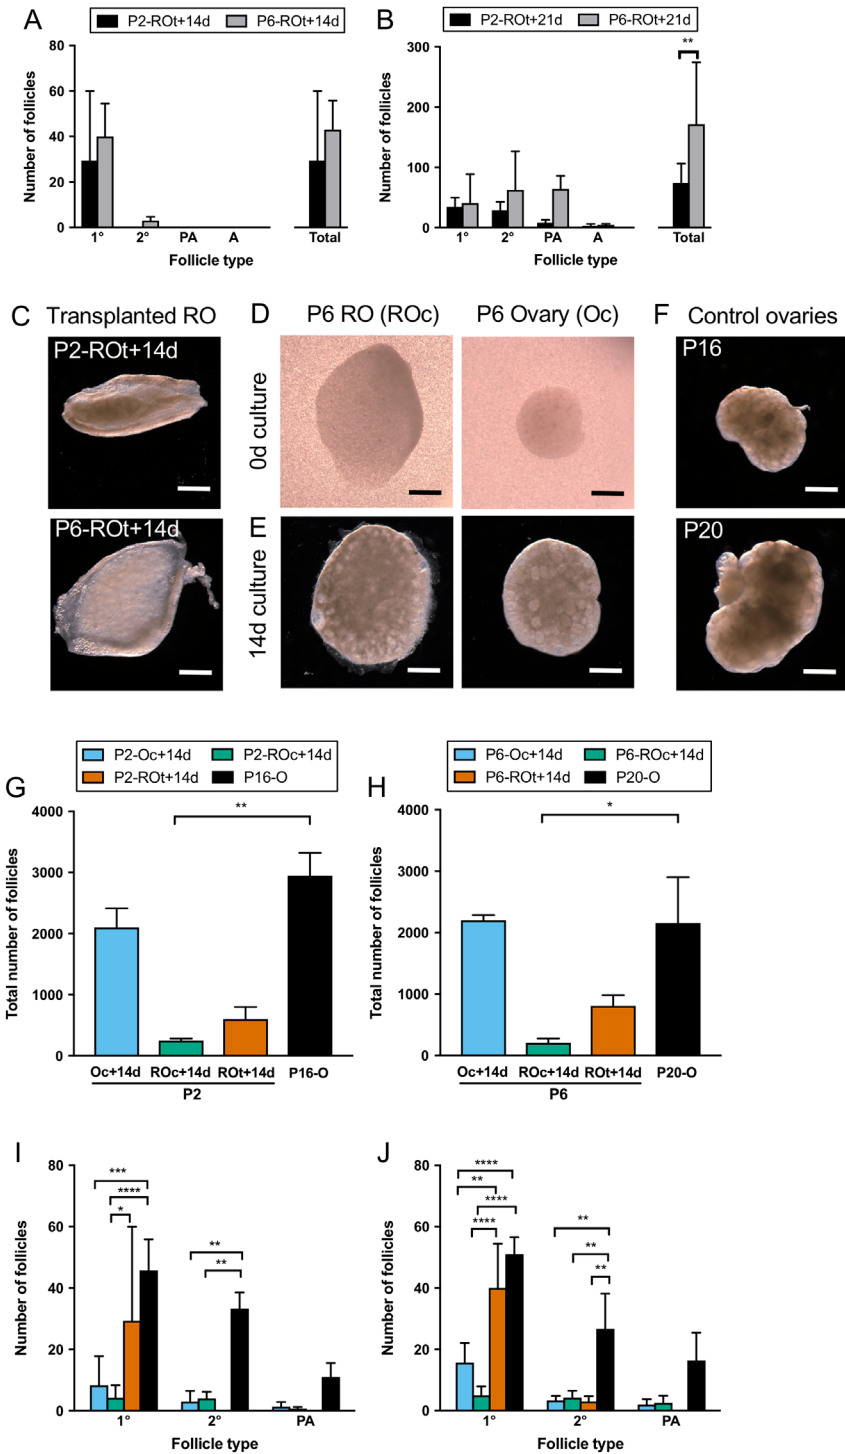 A
P2-ROt+14d P6-ROt+14d
Number of follicles
80
60
40
20
0
1° 2° PA A Total
Follicle type
B
P2-ROt+21d P6-ROt+21d
Number of follicles
300
200
100
0
**
1° 2° PA A Total
Follicle type
C Transplanted RO
P2-ROt+14d
P6-ROt+14d
D P6 RO (ROc) P6 Ovary (Oc)
0d culture
E
14d culture
F Control ovaries
P16
P20
G
P2-Oc+14d P2-ROc+14d
P2-ROt+14d P16-O
Total number of follicles
4000
3000
2000
1000
0
**
Oc+14d ROc+14d ROt+14d P16-O
P2
H
P6-Oc+14d P6-ROc+14d
P6-ROt+14d P20-O
Total number of follicles
4000
3000
2000
1000
0
*
Oc+14d ROc+14d ROt+14d P20-O
P6
I
Number of follicles
80
60
40
20
0
***
****
*
**
**
1° 2° PA
Follicle type
J
Number of follicles
80
60
40
20
0
****
**
****
****
**
**
**
1° 2° PA
Follicle type